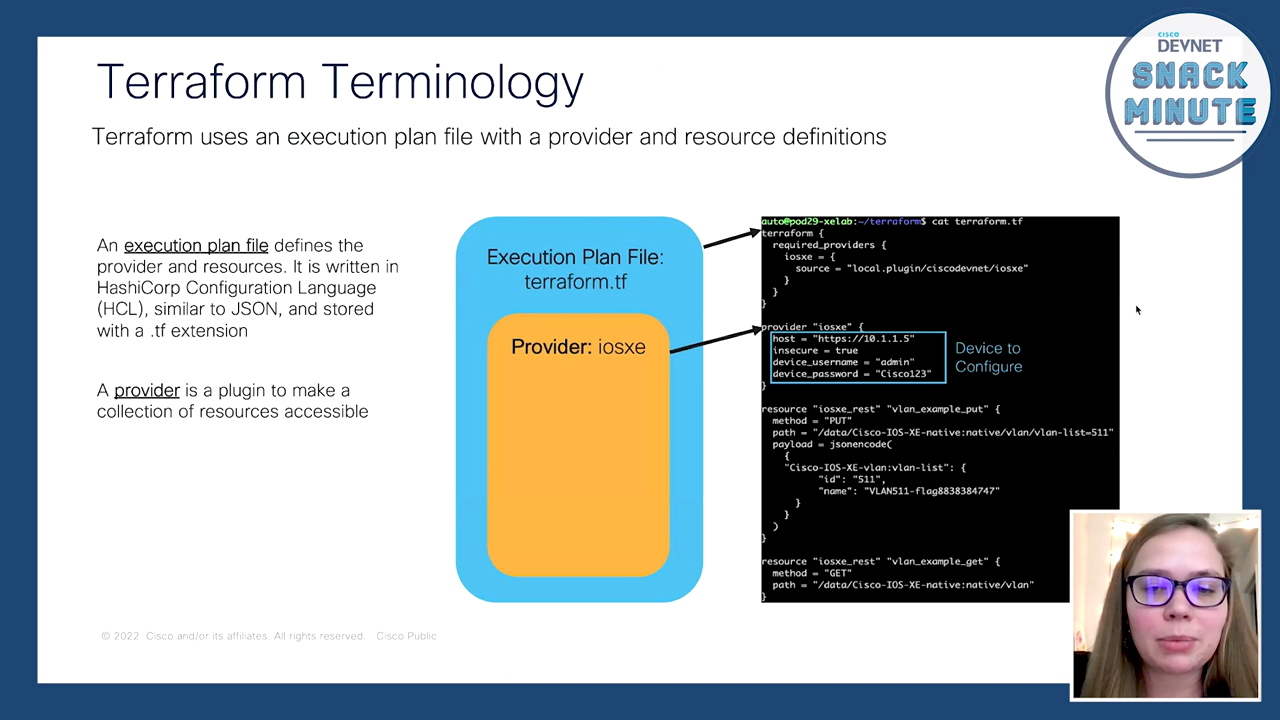 Terraform Terminology
Terraform uses an execution plan file with a provider and resource definitions
CISCO
DEVNET
SNACK
MINUTE
An execution plan file defines the
provider and resources. It is written in
HashiCorp Configuration Language
(HCL), similar to JSON, and stored
with a .tf extension
A provider is a plugin to make a
collection of resources accessible
Execution Plan File:
terraform.tf
Provider: iosxe
auto@pod29-xelab:~/terraform$ cat terraform.tf
terraform {
  required_providers {
    iosxe = {
      source = "local.plugin/ciscodevnet/iosxe"
    }
  }
}
provider "iosxe" {
  host = "https://10.1.1.5"
  insecure = true
  device_username = "admin"
  device_password = "Cisco123"
}
Device to
Configure
resource "iosxe_rest" "vlan_example_put" {
  method = "PUT"
  path = "/data/Cisco-IOS-XE-native:native/vlan/vlan-list=511"
  payload = jsonencode(
    {
    "Cisco-IOS-XE-vlan:vlan-list": {
          "id": "511",
          "name": "VLAN511-flag8838384747"
      }
    }
  )
}
resource "iosxe_rest" "vlan_example_get" {
  method = "GET"
  path = "/data/Cisco-IOS-XE-native:native/vlan"
}
© 2022 Cisco and/or its affiliates. All rights reserved. Cisco Public